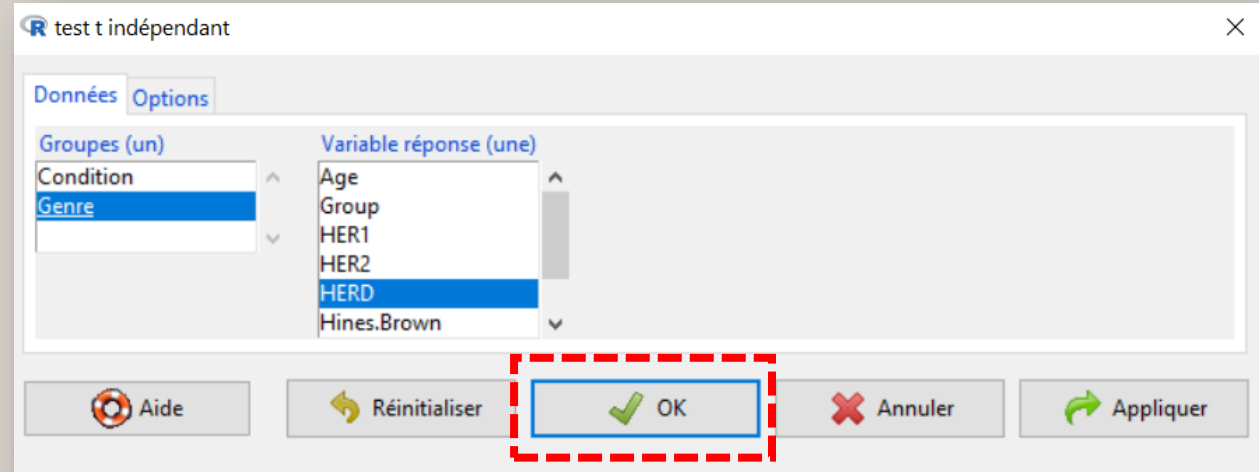 R test t indépendant
Données Options
Groupes (un)
Condition
Genre
Variable réponse (une)
Age
Group
HER1
HER2
HERD
Hines.Brown
Aide Réinitialiser OK Annuler Appliquer